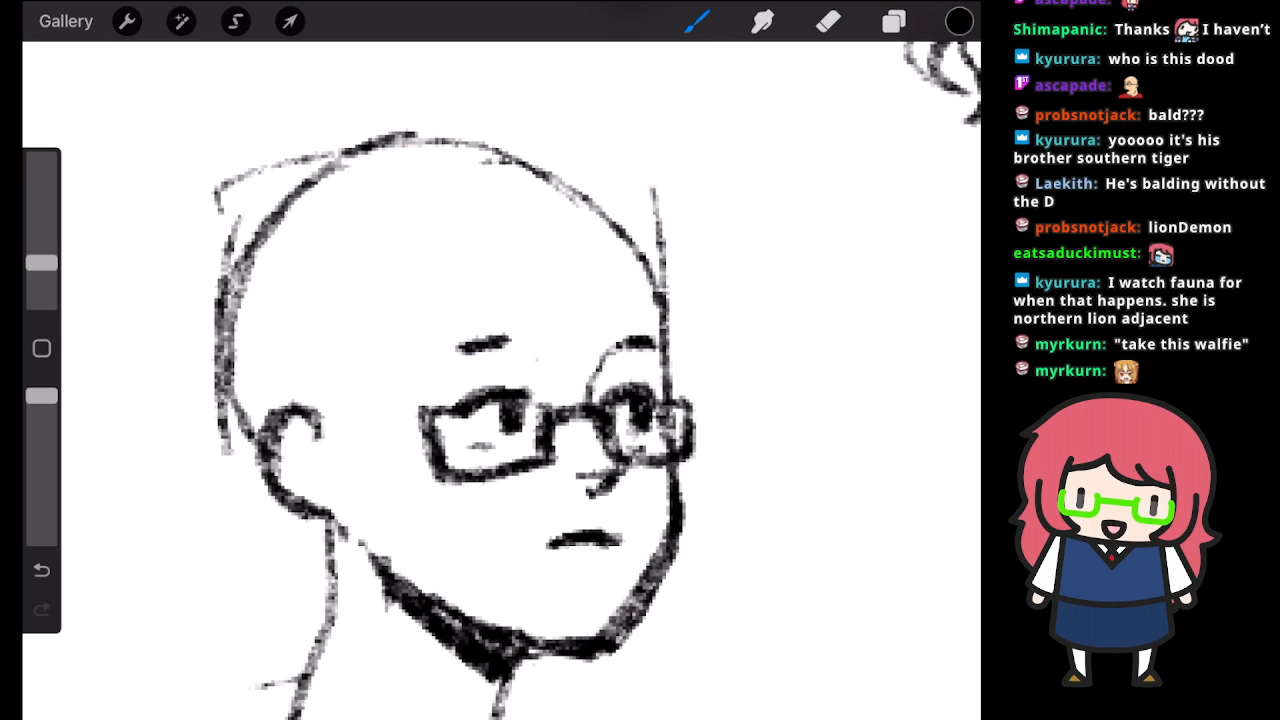 Gallery
ascapade:
Shimapanic: Thanks I haven't
kyurura: who is this dood
ascapade:
probsnotjack: bald???
kyurura: yooooo it's his
brother southern tiger
Laekith: He's balding without
the D
probsnotjack: lionDemon
eatsaduckimust:
kyurura: I watch fauna for
when that happens. she is
northern lion adjacent
myrkurn: "take this walfie"
myrkurn: